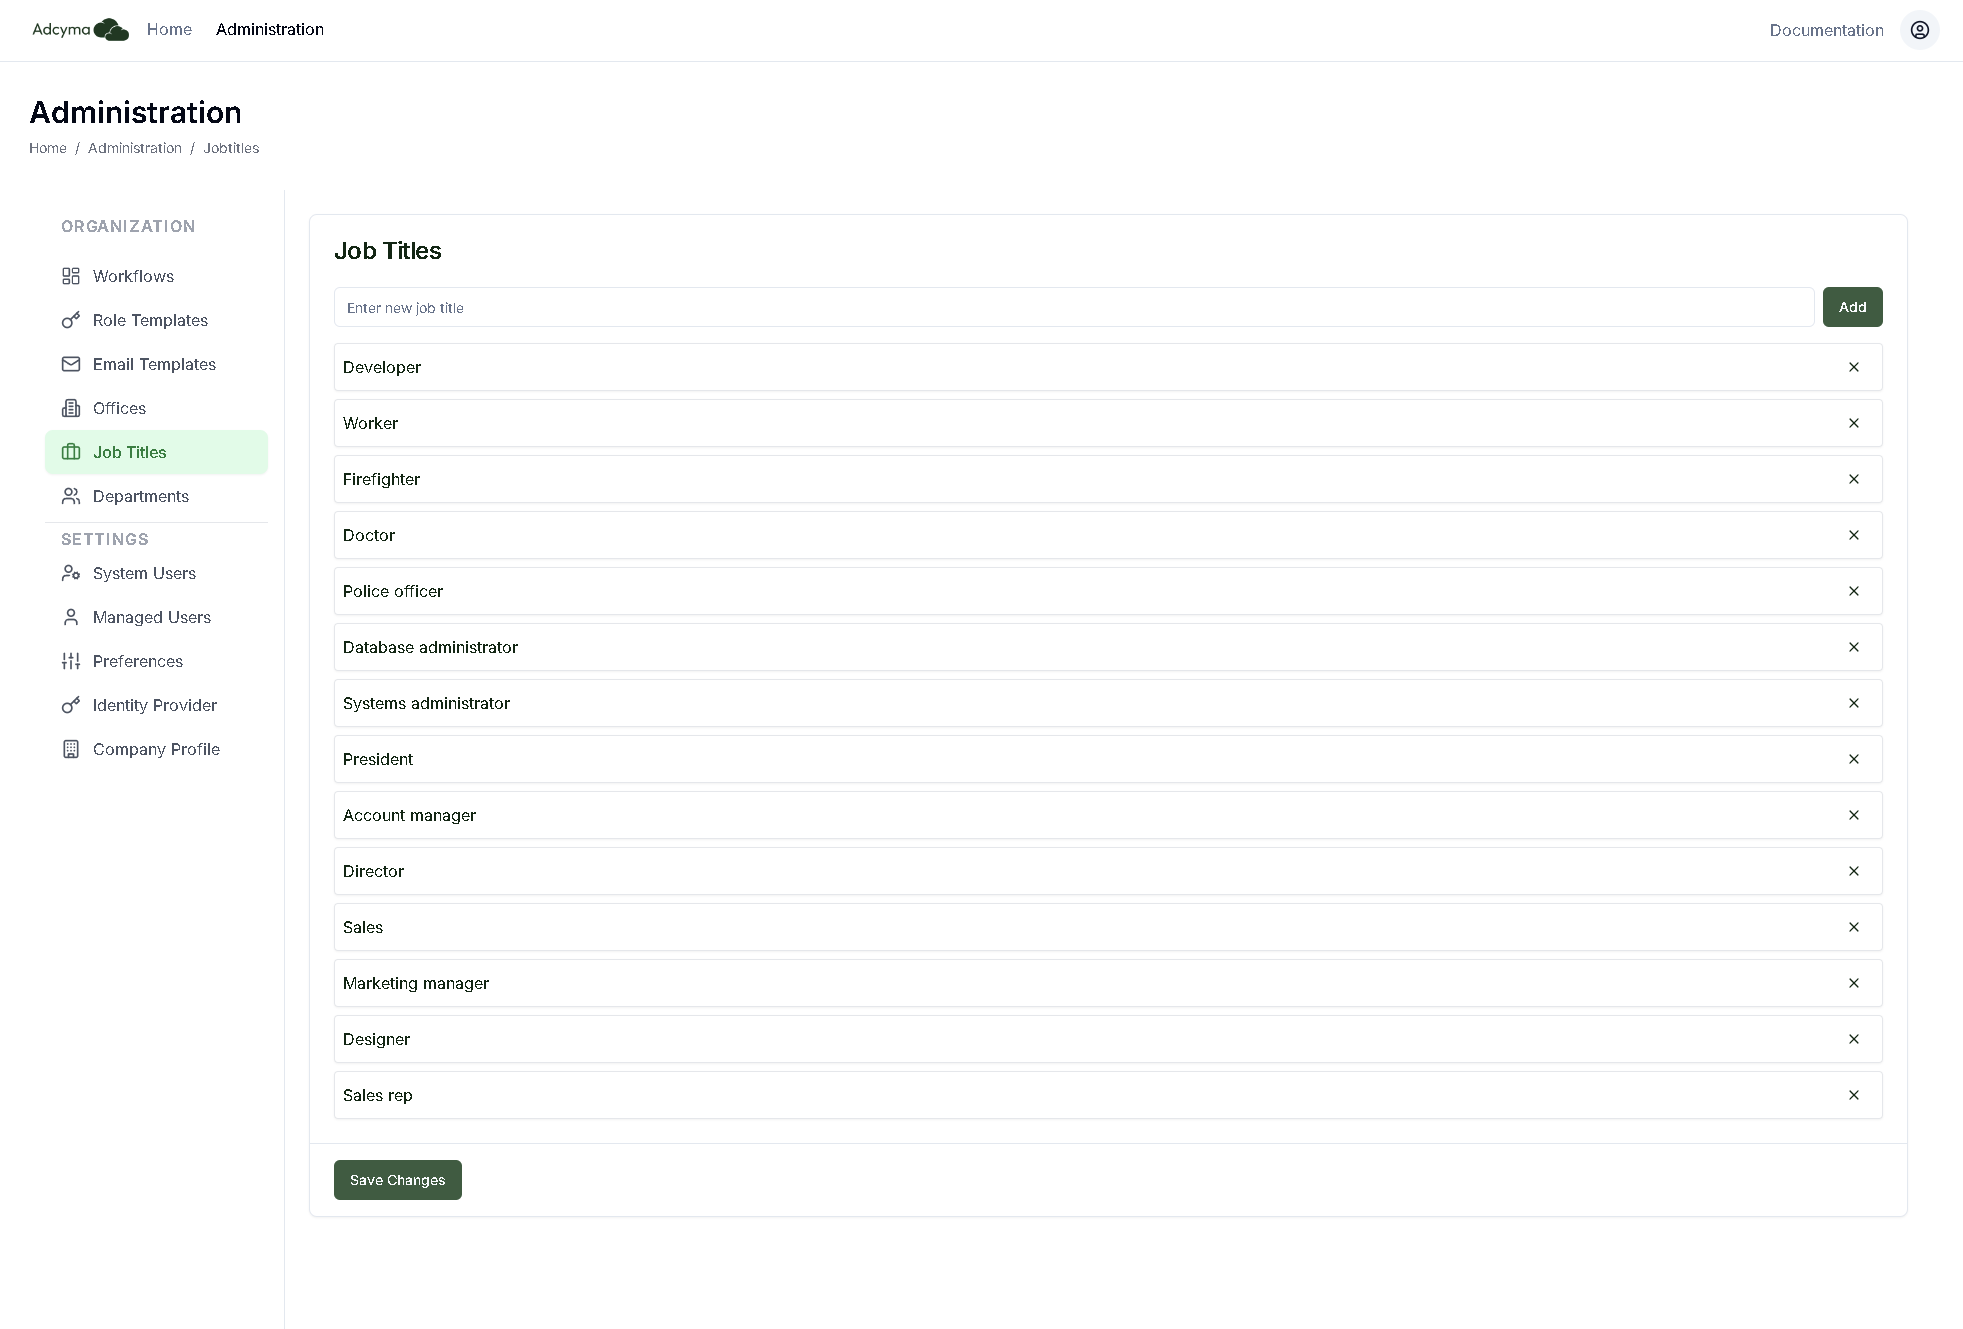 Adcyma Home Administration Documentation
Administration
Home / Administration / Jobtitles
ORGANIZATION
Workflows
Role Templates
Email Templates
Offices
Job Titles
Departments
SETTINGS
System Users
Managed Users
Preferences
Identity Provider
Company Profile
Job Titles
Enter new job title Add
Developer
Worker
Firefighter
Doctor
Police officer
Database administrator
Systems administrator
President
Account manager
Director
Sales
Marketing manager
Designer
Sales rep
Save Changes